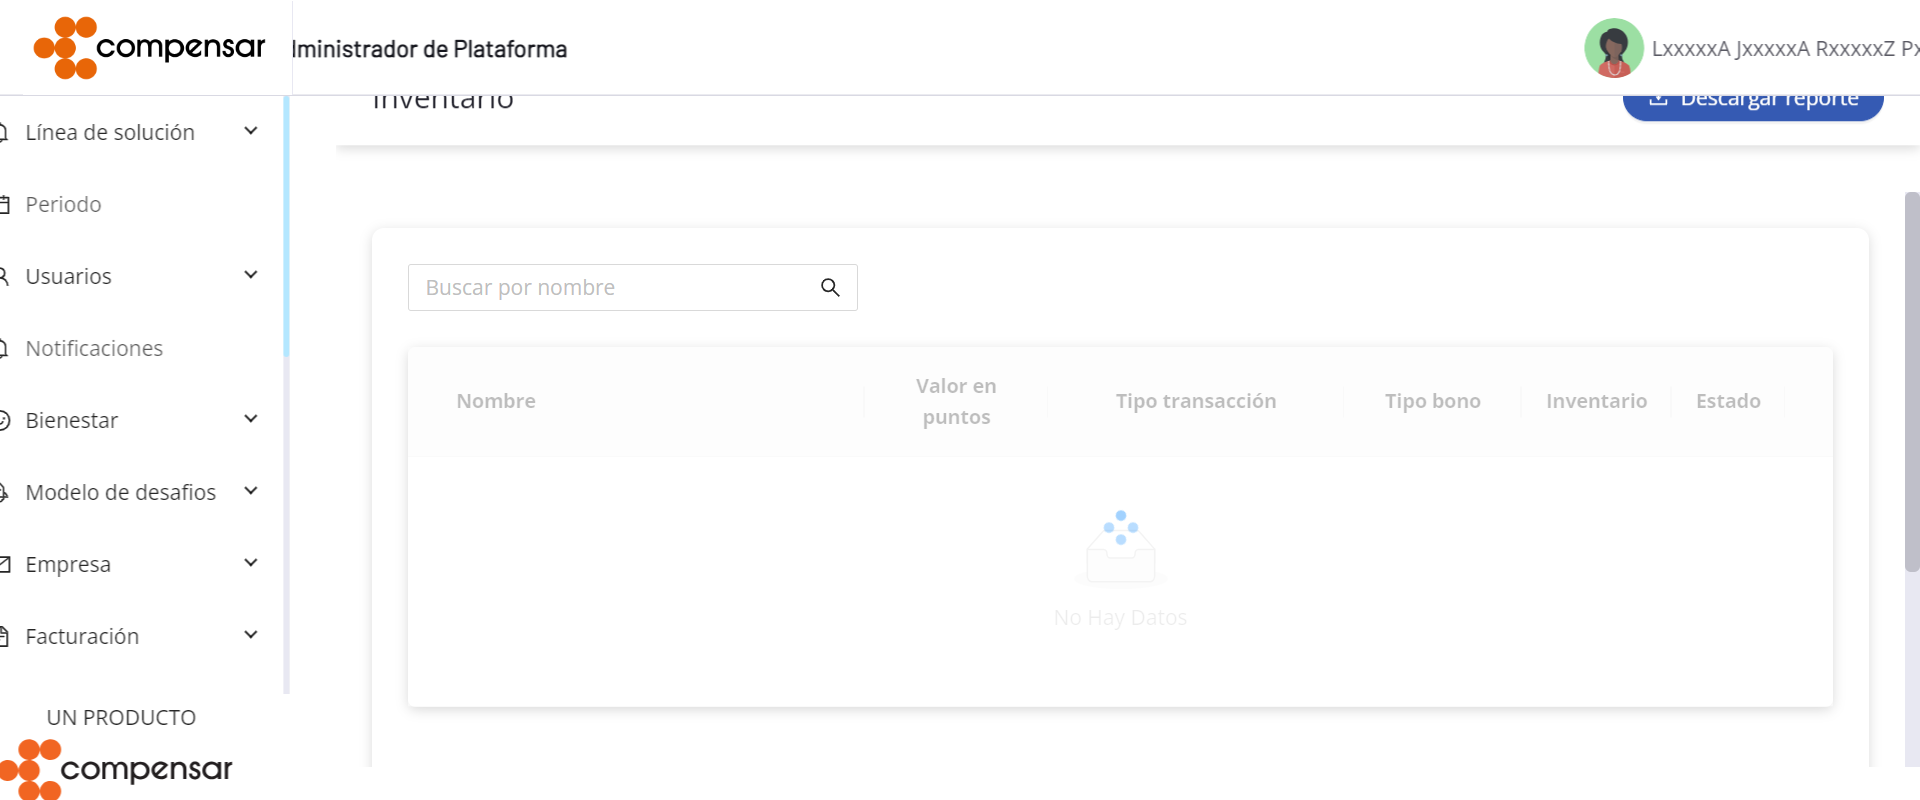 compensar
ministrador de Plataforma
LxxxxxA JxxxxxA RxxxxxZ Px
Inventario
Descargar reporte
Línea de solución
Periodo
Usuarios
Notificaciones
Bienestar
Modelo de desafios
Empresa
Facturación
UN PRODUCTO
compensar
Buscar por nombre
Nombre
Valor en
puntos
Tipo transacción
Tipo bono
Inventario
Estado
No Hay Datos